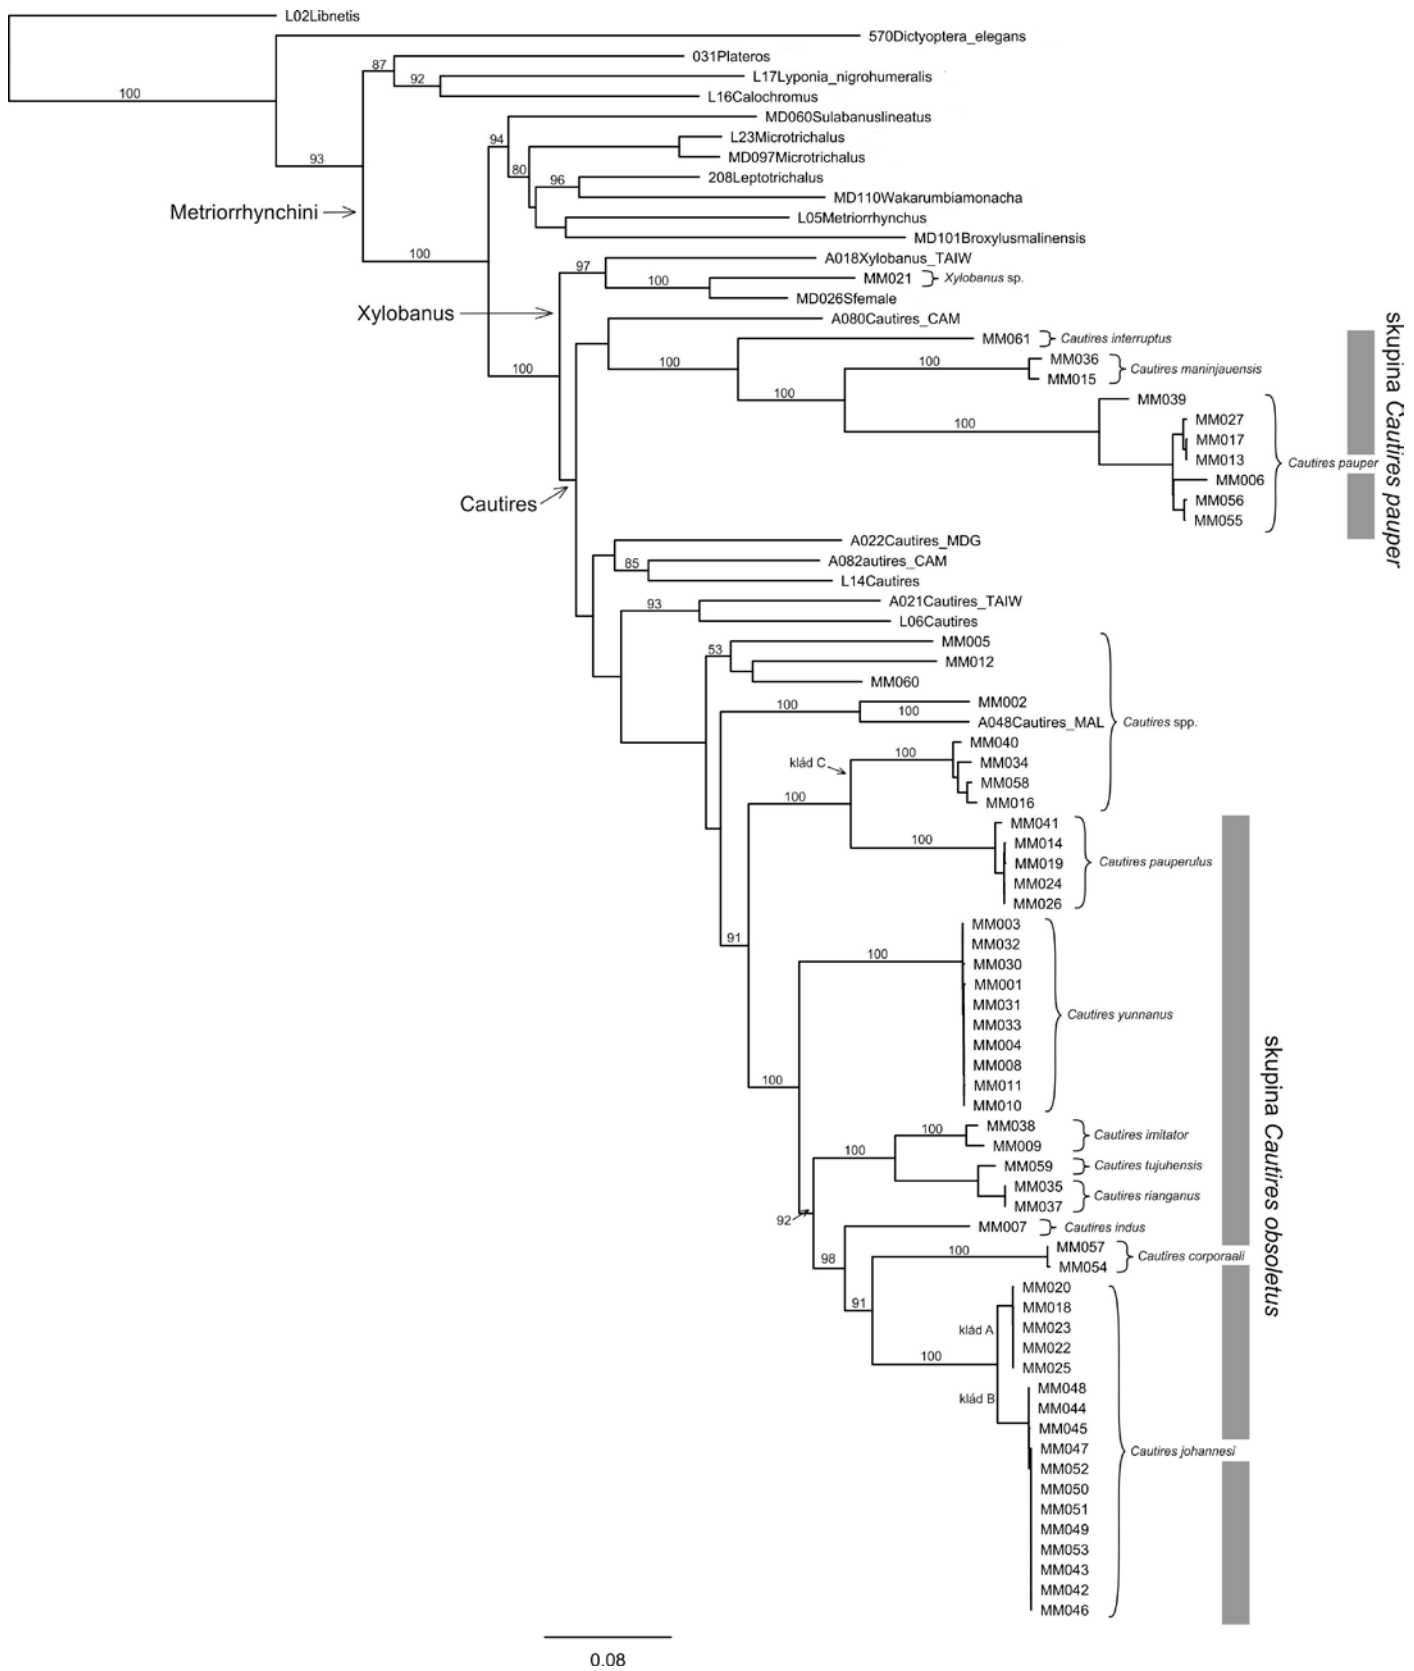 L02Libnetis
570Dictyoptera_elegans
031Plateros
87
L17Lyponia_nigrohumeralis
92
L16Calochromus
100
MD060Sulabanuslineatus
94
L23Microtrichalus
MD097Microtrichalus
93
80
208Leptotrichalus
96
MD110Wakarumbiamonacha
Metriorrhynchini
L05Metriorrhynchus
MD101Broxylusmalinensis
100
A018Xylobanus_TAIW
97
MM021
Xylobanus sp.
100
MD026Sfemale
Xylobanus
A080Cautires_CAM
MM061
Cautires interruptus
100
MM036
100
Cautires maninjauensis
100
MM015
100
MM039
MM027
100
MM017
MM013
Cautires pauper
MM006
MM056
Cautires
MM055
skupina Cautires pauper
A022Cautires_MDG
A082autires_CAM
85
L14Cautires
A021Cautires_TAIW
93
L06Cautires
MM005
53
MM012
MM060
MM002
100
100
A048Cautires_MAL
Cautires spp.
MM040
100
klád C
MM034
MM058
100
MM016
MM041
100
MM014
MM019
Cautires pauperulus
MM024
MM026
MM003
91
MM032
100
MM030
MM001
MM031
Cautires yunnanus
MM033
MM004
MM008
100
MM011
MM010
MM038
100
Cautires imitator
MM009
100
MM059
Cautires tujuhensis
MM035
Cautires rianganus
MM037
92
MM007
Cautires indus
MM057
100
98
Cautires corporaali
MM054
MM020
91
MM018
klád A
MM023
MM022
100
MM025
MM048
klád B
MM044
MM045
MM047
Cautires johannesi
MM052
MM050
MM051
MM049
MM053
MM043
MM042
MM046
skupina Cautires obsoletus
0.08